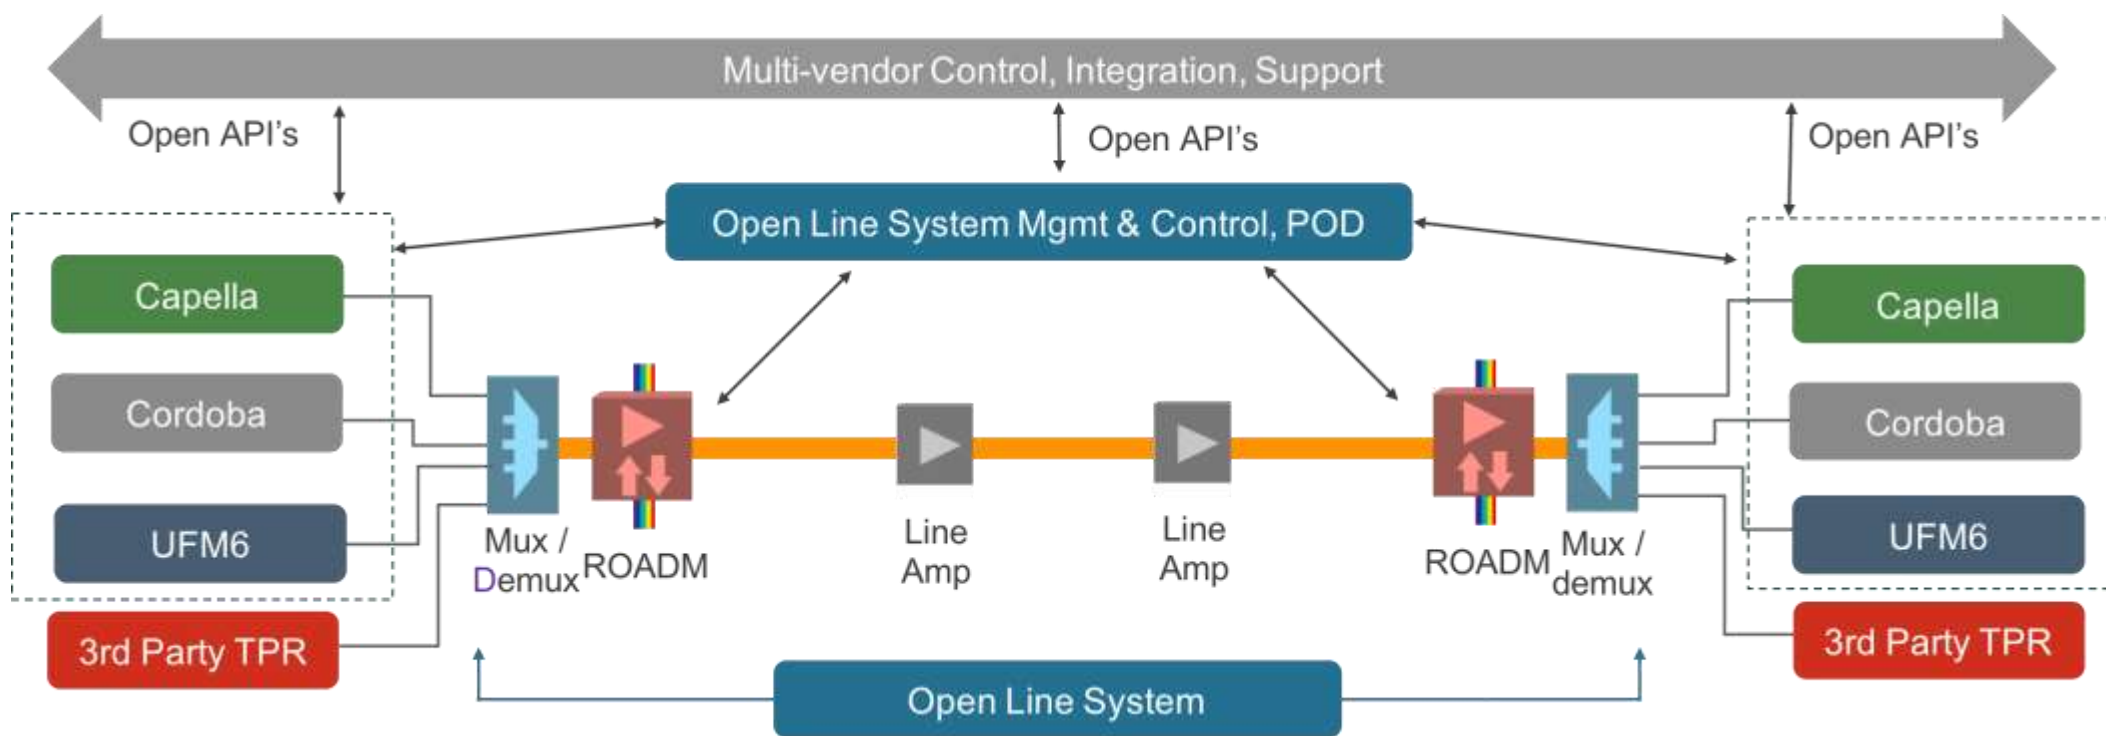 Multi-vendor Control, Integration, Support
Open API's
Open API's
Open API's
Open Line System Mgmt & Control, POD
Capella
Cordoba
UFM6
3rd Party TPR
Mux /
Demux
ROADM
Line
Amp
Line
Amp
ROADM
Mux /
demux
Capella
Cordoba
UFM6
3rd Party TPR
Open Line System